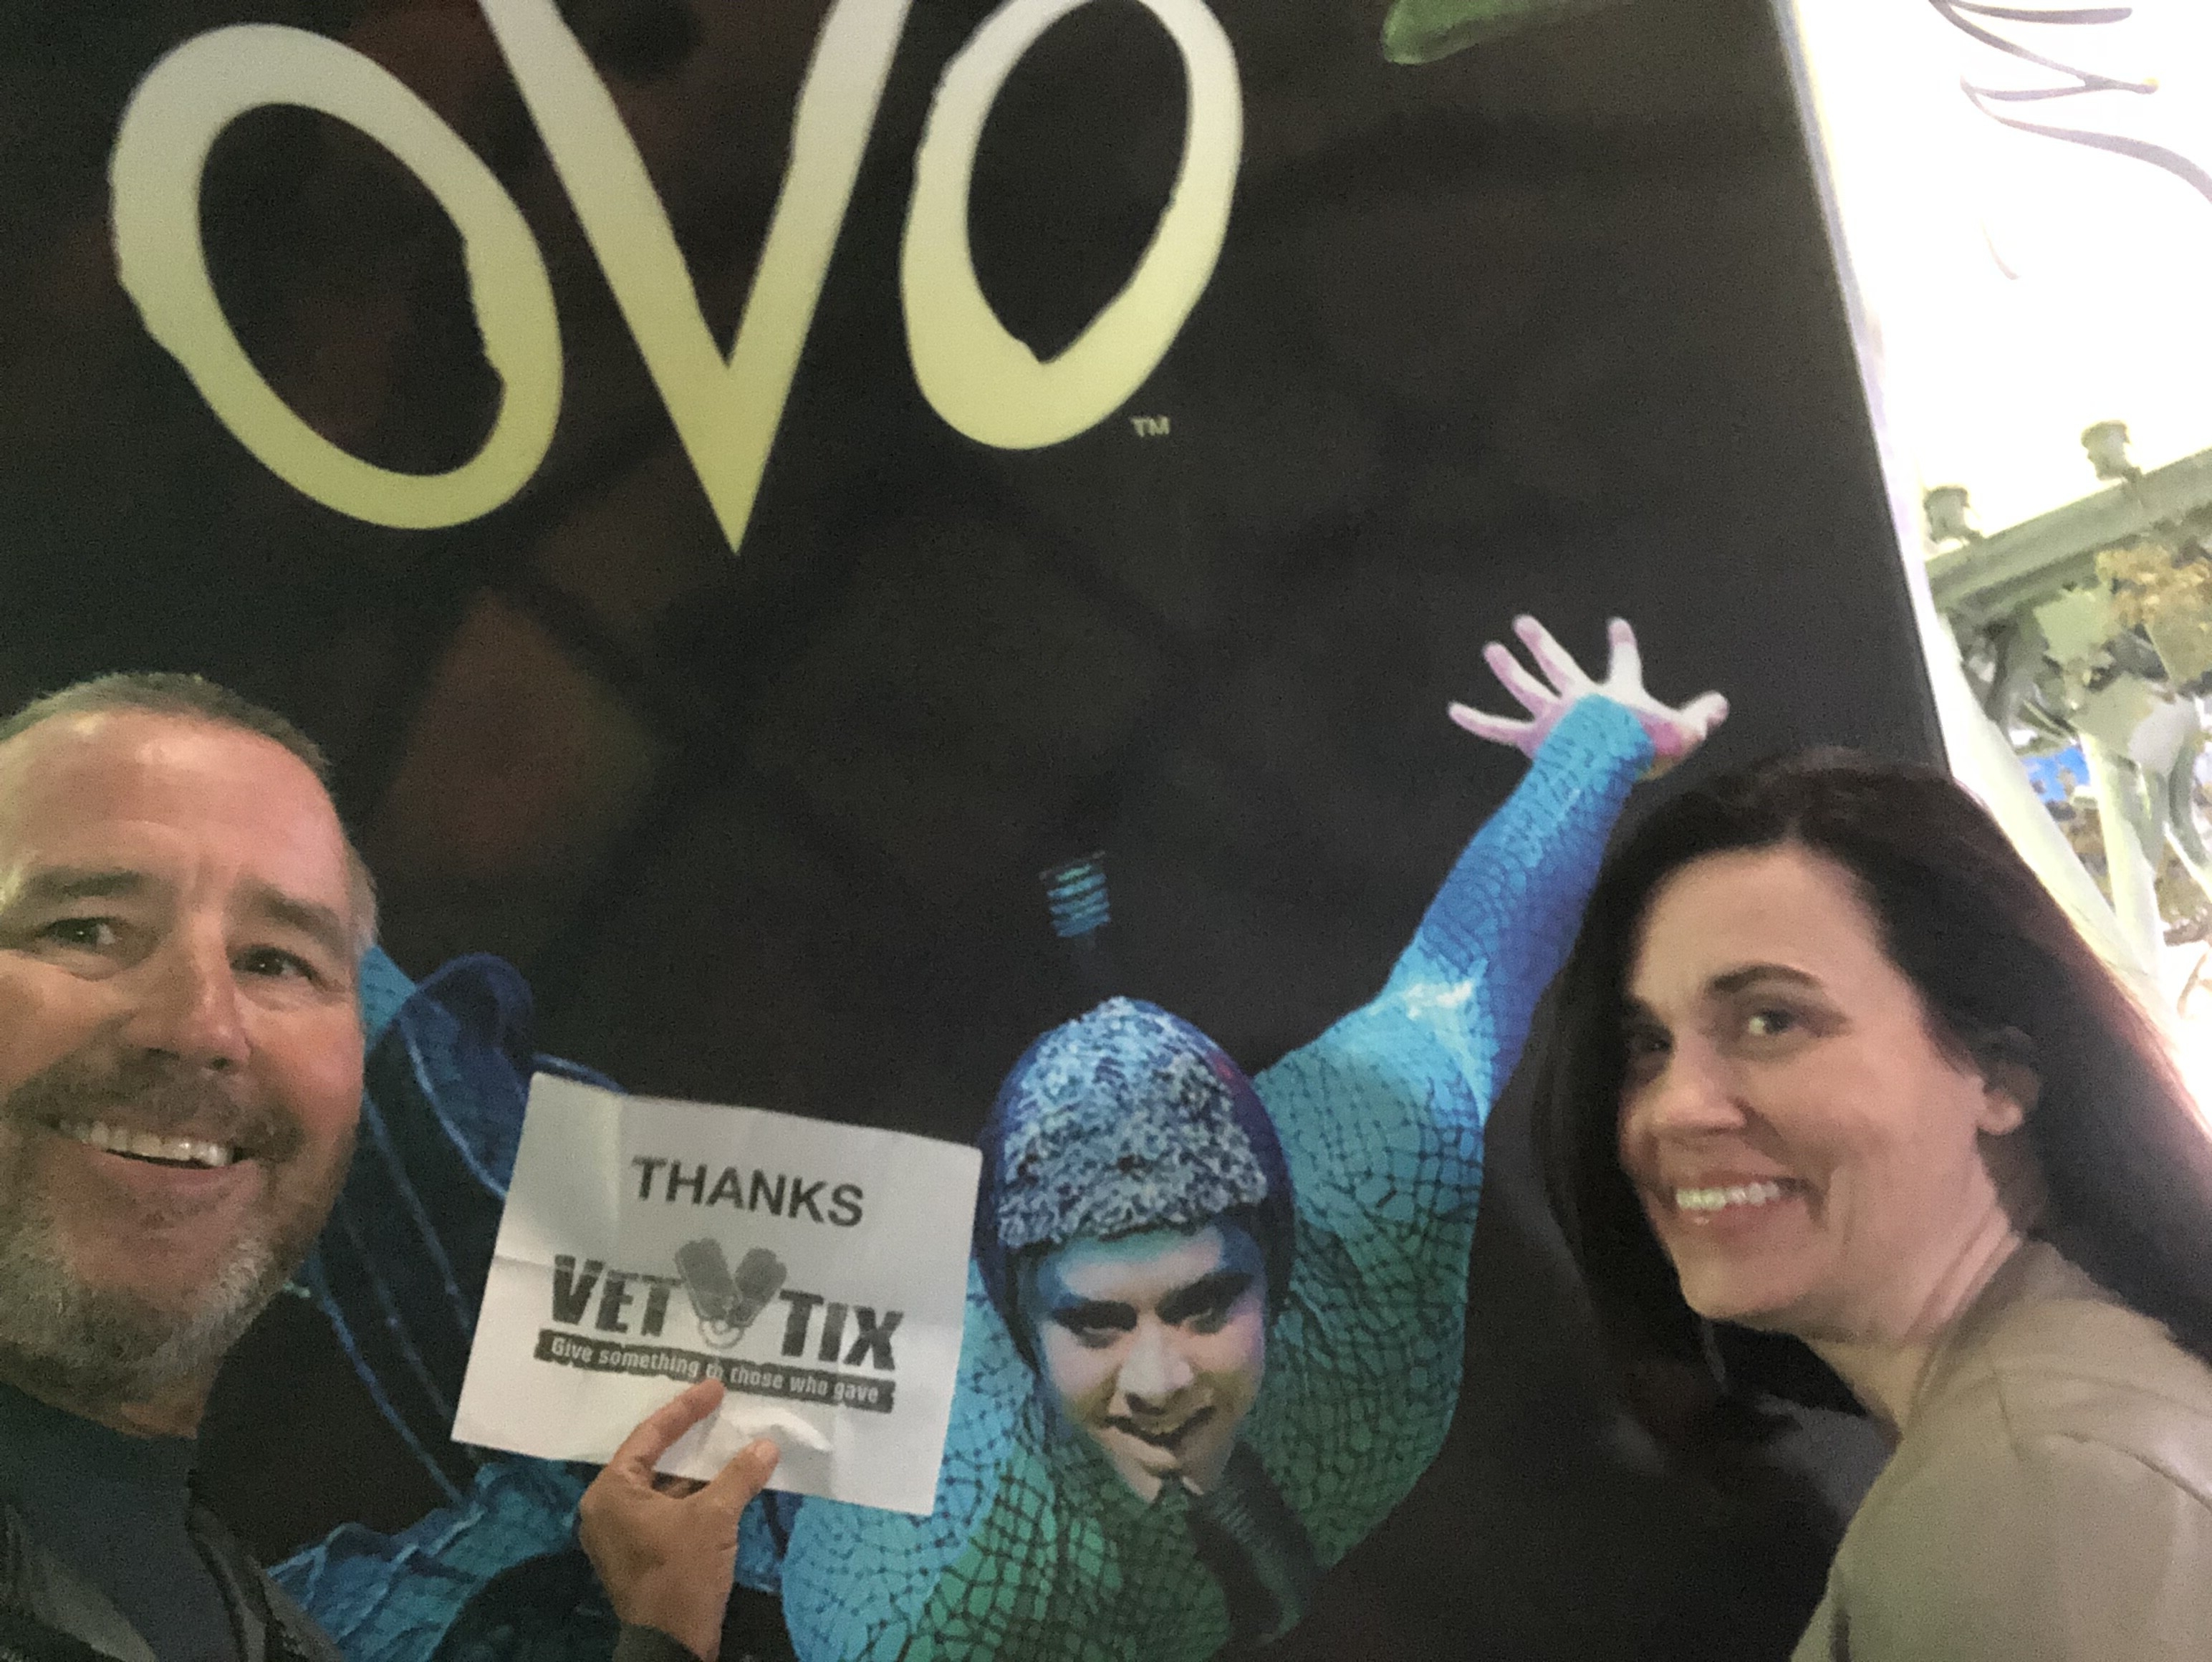 OVO
TM
THANKS
VET TIX
Give something to those who gave